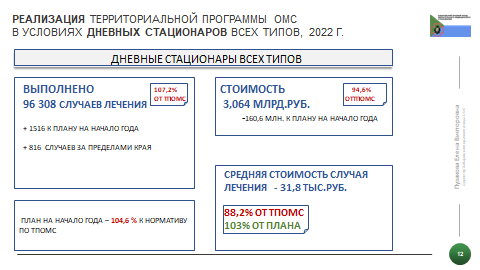 РЕАЛИЗАЦИЯ ТЕРРИТОРИАЛЬНОЙ ПРОГРАММЫ ОМС
В УСЛОВИЯХ ДНЕВНЫХ СТАЦИОНАРОВ ВСЕХ ТИПОВ, 2022 Г.
ДНЕВНЫЕ СТАЦИОНАРЫ ВСЕХ ТИПОВ
ВЫПОЛНЕНО
96 308 СЛУЧАЕВ ЛЕЧЕНИЯ
107,2%
ОТ ТПОМС
+ 1516 К ПЛАНУ НА НАЧАЛО ГОДА
+ 816 СЛУЧАЕВ ЗА ПРЕДЕЛАМИ КРАЯ
ПЛАН НА НАЧАЛО ГОДА – 104,6 % К НОРМАТИВУ
ПО ТПОМС
СТОИМОСТЬ
3,064 МЛРД.РУБ.
94,6%
ОТ ТПОМС
-160,6 МЛН. К ПЛАНУ НА НАЧАЛО ГОДА
СРЕДНЯЯ СТОИМОСТЬ СЛУЧАЯ
ЛЕЧЕНИЯ - 31,8 ТЫС.РУБ.
88,2% ОТ ТПОМС
103% ОТ ПЛАНА
Елена Викторовна
12